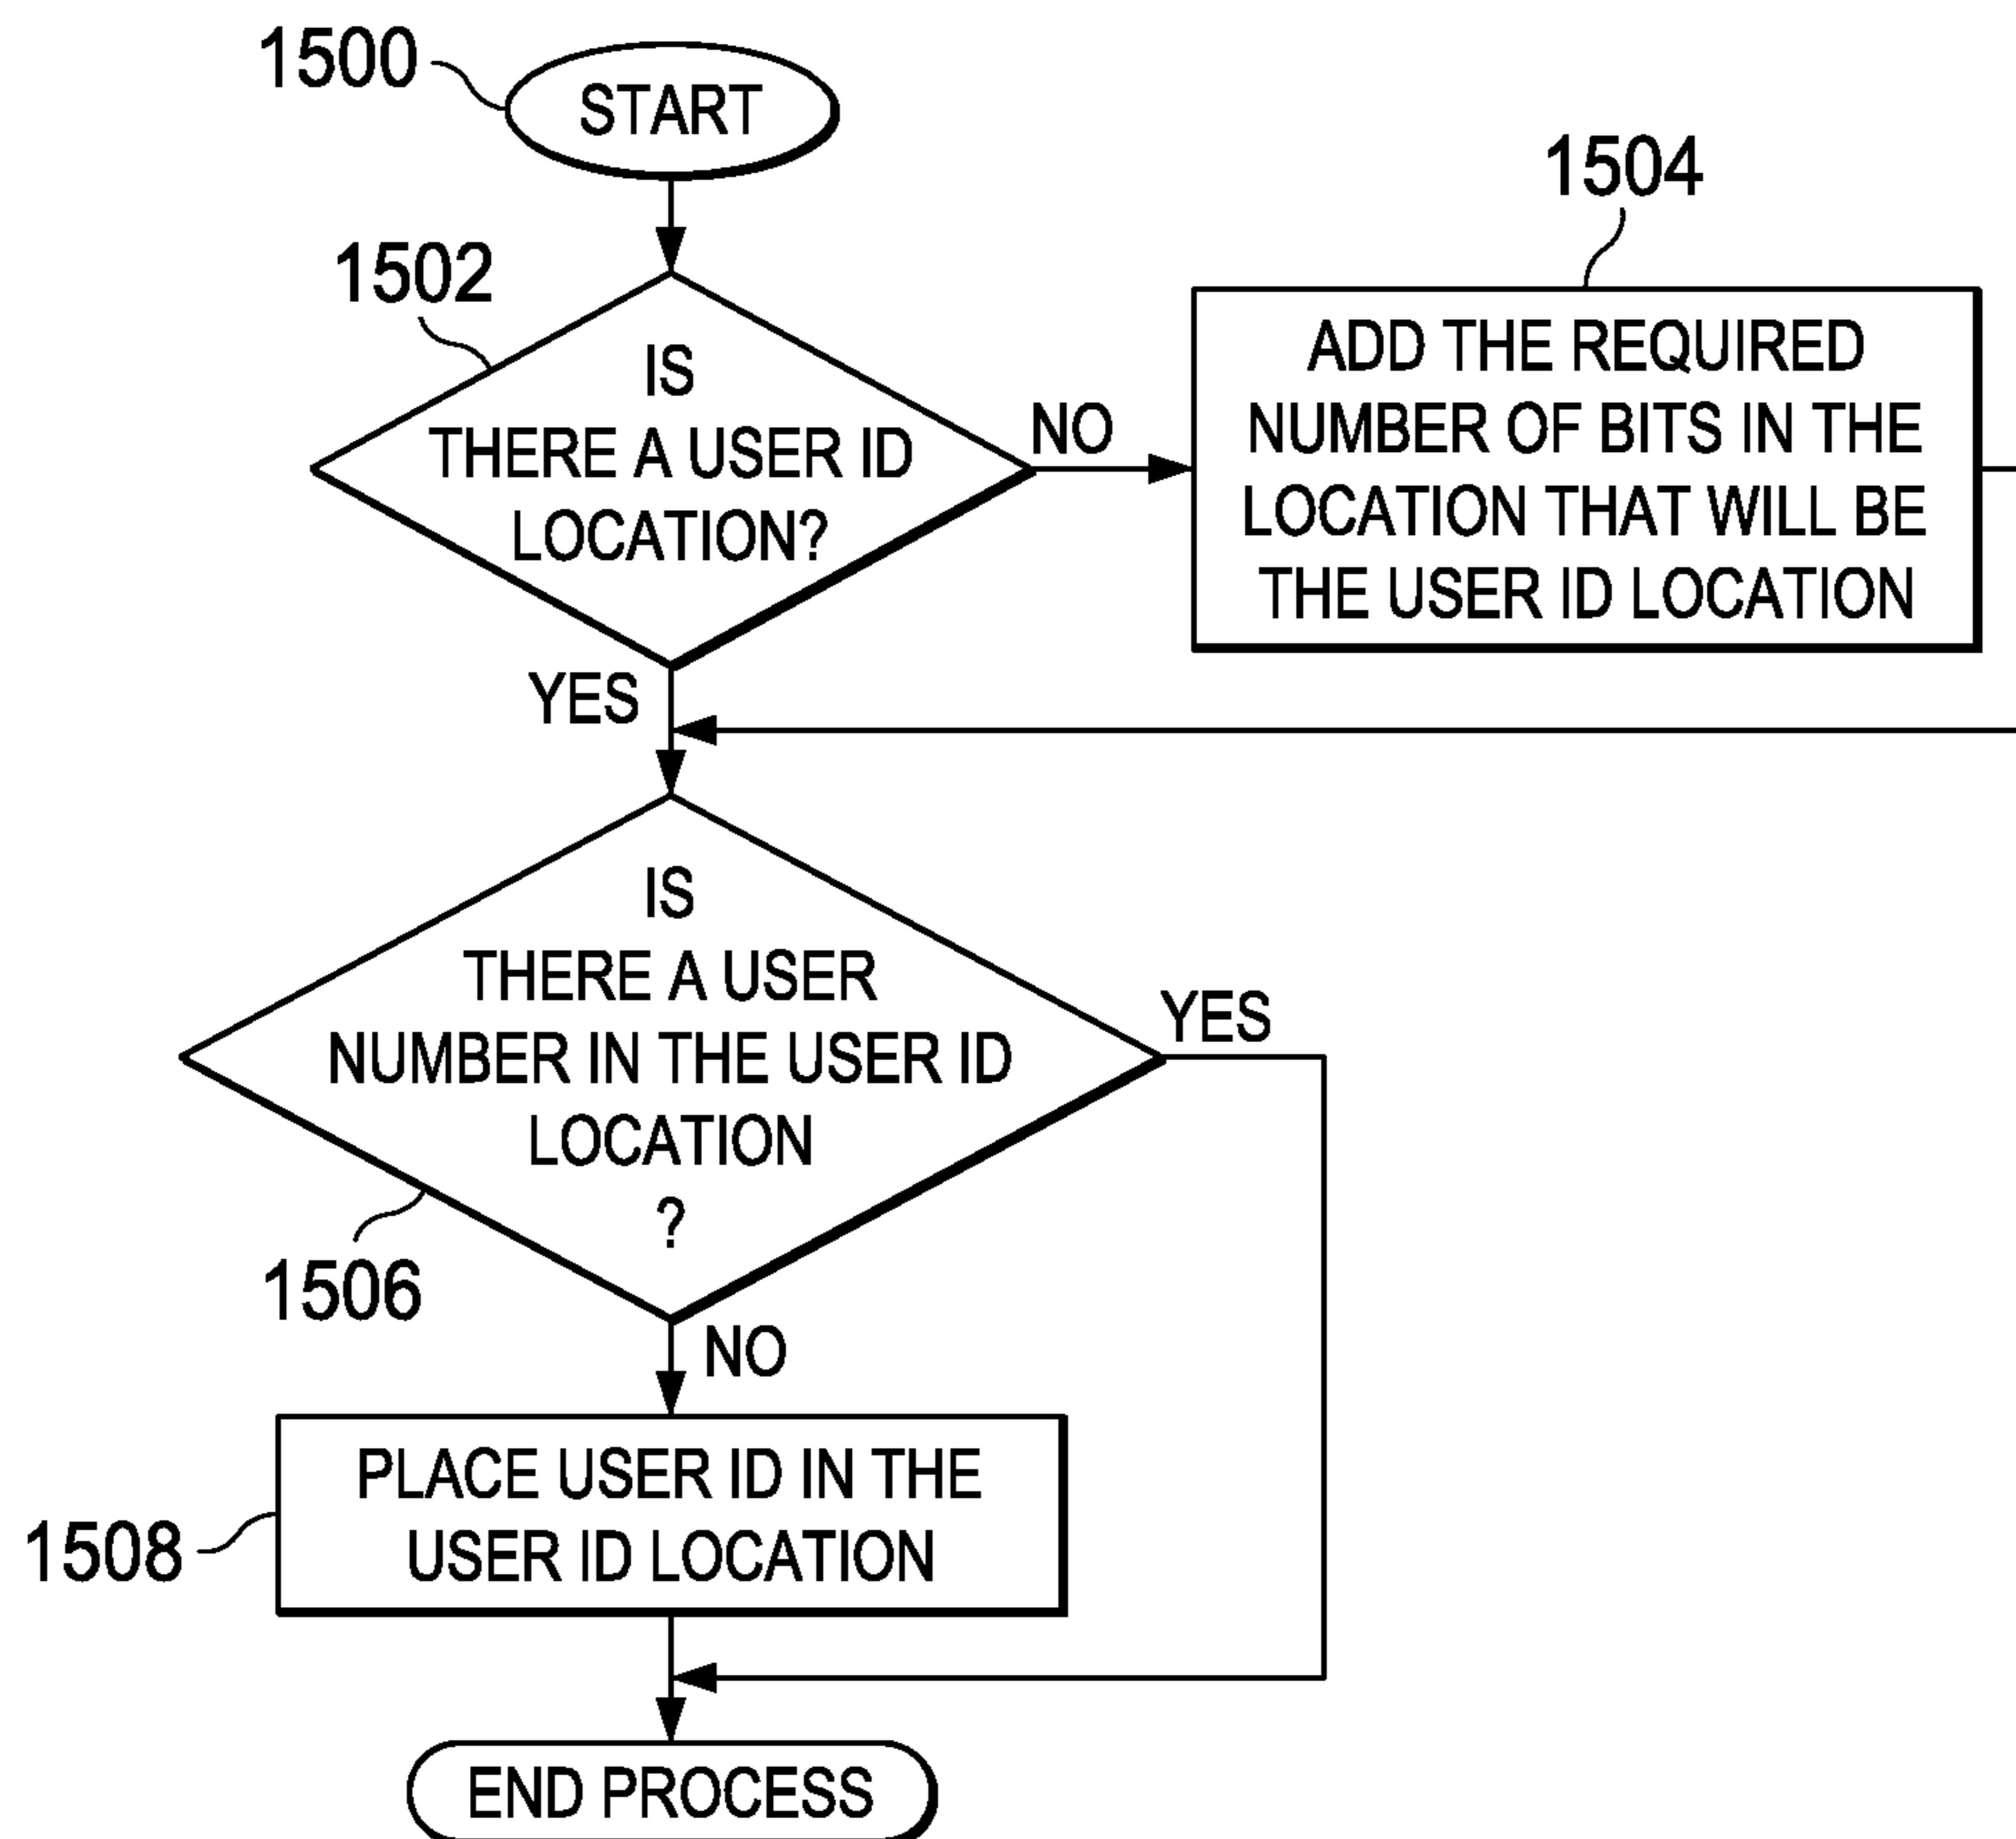 1500
START
1502
IS
THERE A USER ID
LOCATION?
NO
1504
ADD THE REQUIRED
NUMBER OF BITS IN THE
LOCATION THAT WILL BE
THE USER ID LOCATION
YES
IS
THERE A USER
NUMBER IN THE USER ID
LOCATION
?
YES
1506
NO
PLACE USER ID IN THE
USER ID LOCATION
1508
END PROCESS